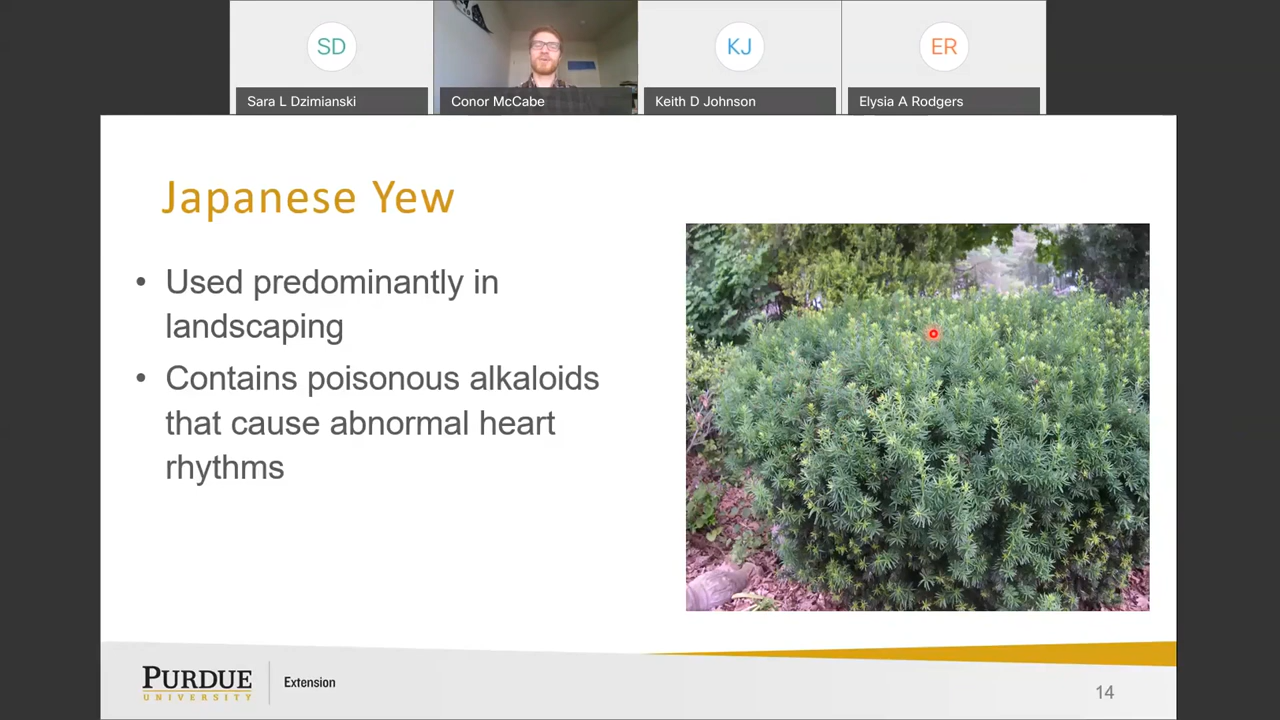 SD
KJ
ER
Sara L Dzimianski
Conor McCabe
Keith D Johnson
Elysia A Rodgers
Japanese Yew
• Used predominantly in
landscaping
• Contains poisonous alkaloids
that cause abnormal heart
rhythms
PURDUE
UNIVERSITY
Extension
14